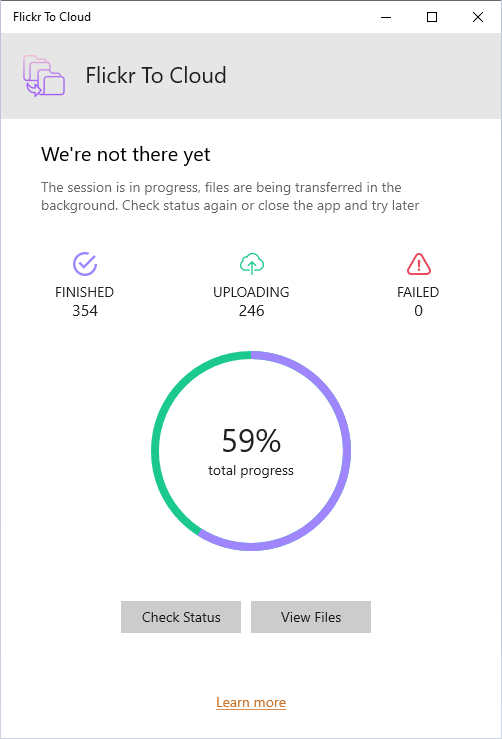 Flickr To Cloud
Flickr To Cloud
We're not there yet
The session is in progress, files are being transferred in the
background. Check status again or close the app and try later
FINISHED
354
UPLOADING
246
FAILED
0
59%
total progress
Check Status
View Files
Learn more